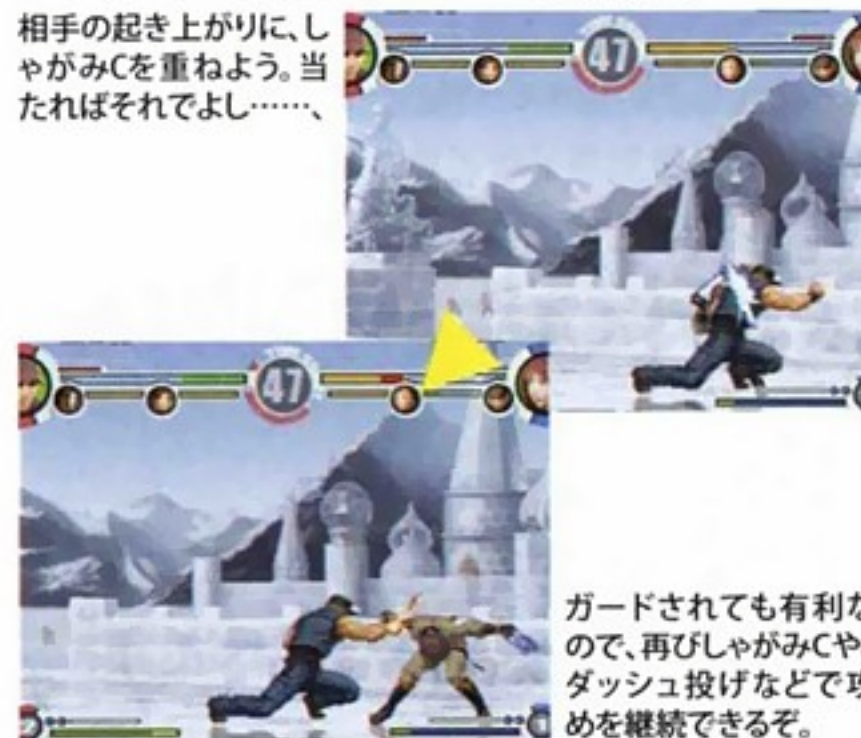 相手の起き上がりに、し
ゃがみCを重ねよう。当
たればそれでよし……、
47
47
ガードされても有利な
ので、再びしゃがみCや
ダッシュ投げなどで攻
めを継続できるぞ。